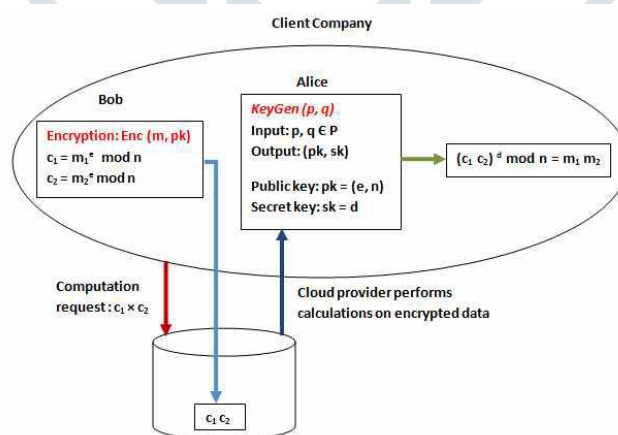 Client Company
Alice
Bob
KeyGen (p, q)
Input: p, q Є P
Output: (pk, sk)
Public key: pk = (e, n)
Secret key: sk = d
Encryption: Enc (m, pk)
c₁ = m₁ᵉ mod n
c₂ = m₂ᵉ mod n
(c₁ c₂) ᵈ mod n = m₁ m₂
Computation
request : c₁ × c₂
Cloud provider performs
calculations on encrypted data
c₁ c₂